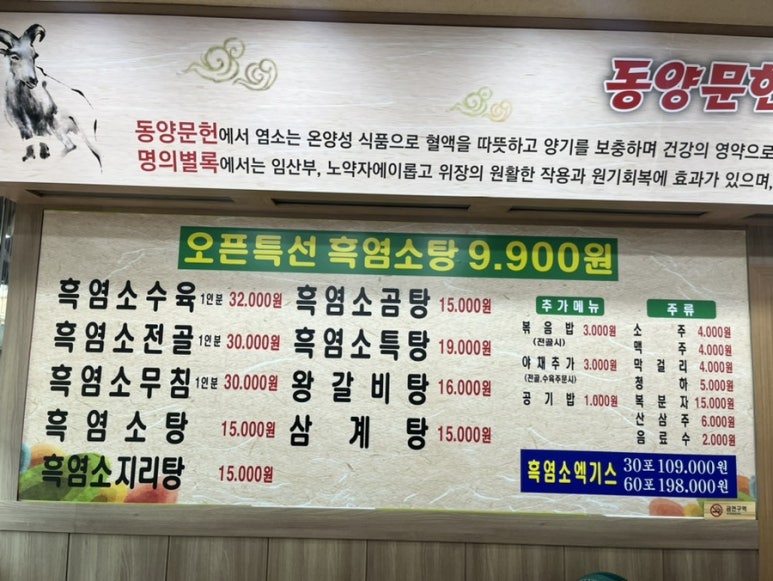 동양문헌
동양문헌에서 염소는 온양성 식품으로 혈액을 따뜻하고 양기를 보충하며 건강의 영약으로
명의별록에서는 임산부, 노약자에이롭고 위장의 원활한 작용과 원기회복에 효과가 있으며,
오픈특선 흑염소탕 9.900원
흑염소수육 1인분 32.000원
흑염소전골 1인분 30.000원
흑염소무침 1인분 30.000원
흑염소탕 15.000원
흑염소지리탕 15.000원
흑염소곰탕 15.000원
흑염소특탕 19.000원
왕갈비탕 16.000원
삼계탕 15.000원
추가메뉴
볶음밥 3.000원
(전골시)
야채추가 3.000원
(전골,수육주문시)
공기밥 1.000원
주류
소주 4.000원
맥주 4.000원
막걸리 4.000원
청하 5.000원
복분자 15.000원
산삼주 6.000원
음료수 2.000원
흑염소엑기스 30포 109.000원
60포 198.000원
금연구역